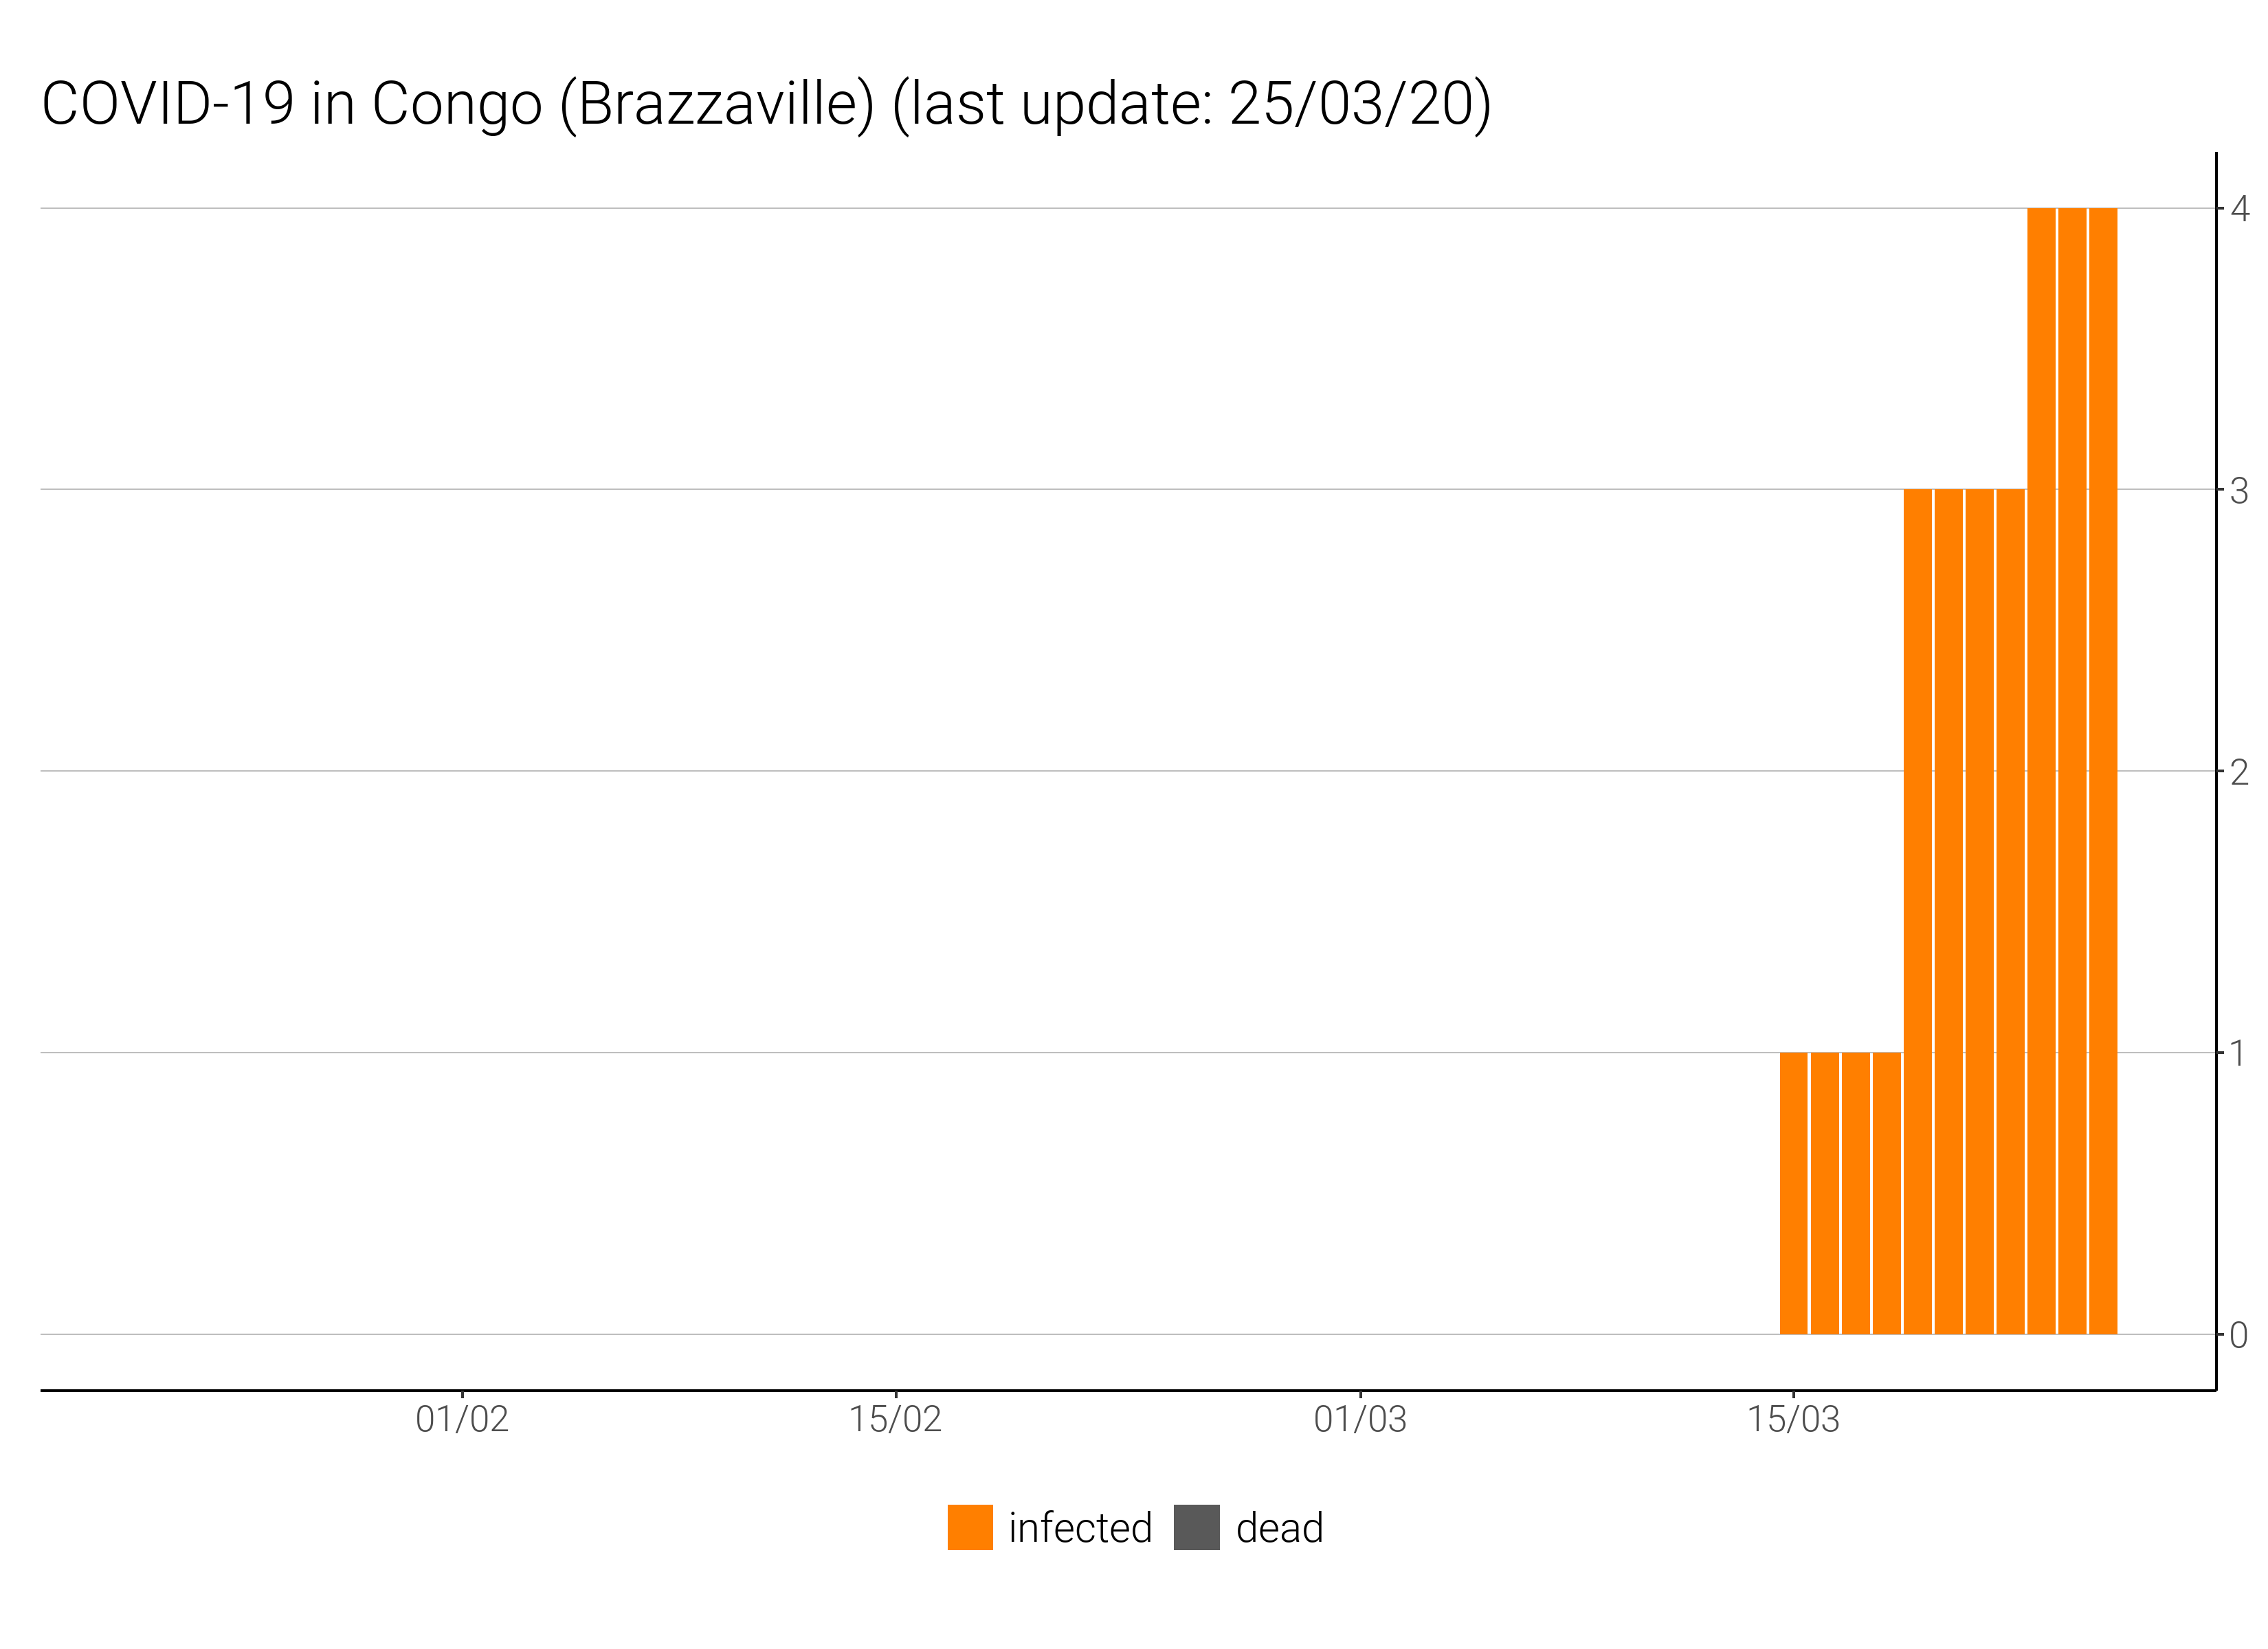 COVID-19 in Congo (Brazzaville) (last update: 25/03/20)
4
3
2
1
0
01/02 15/02 01/03 15/03
infected dead